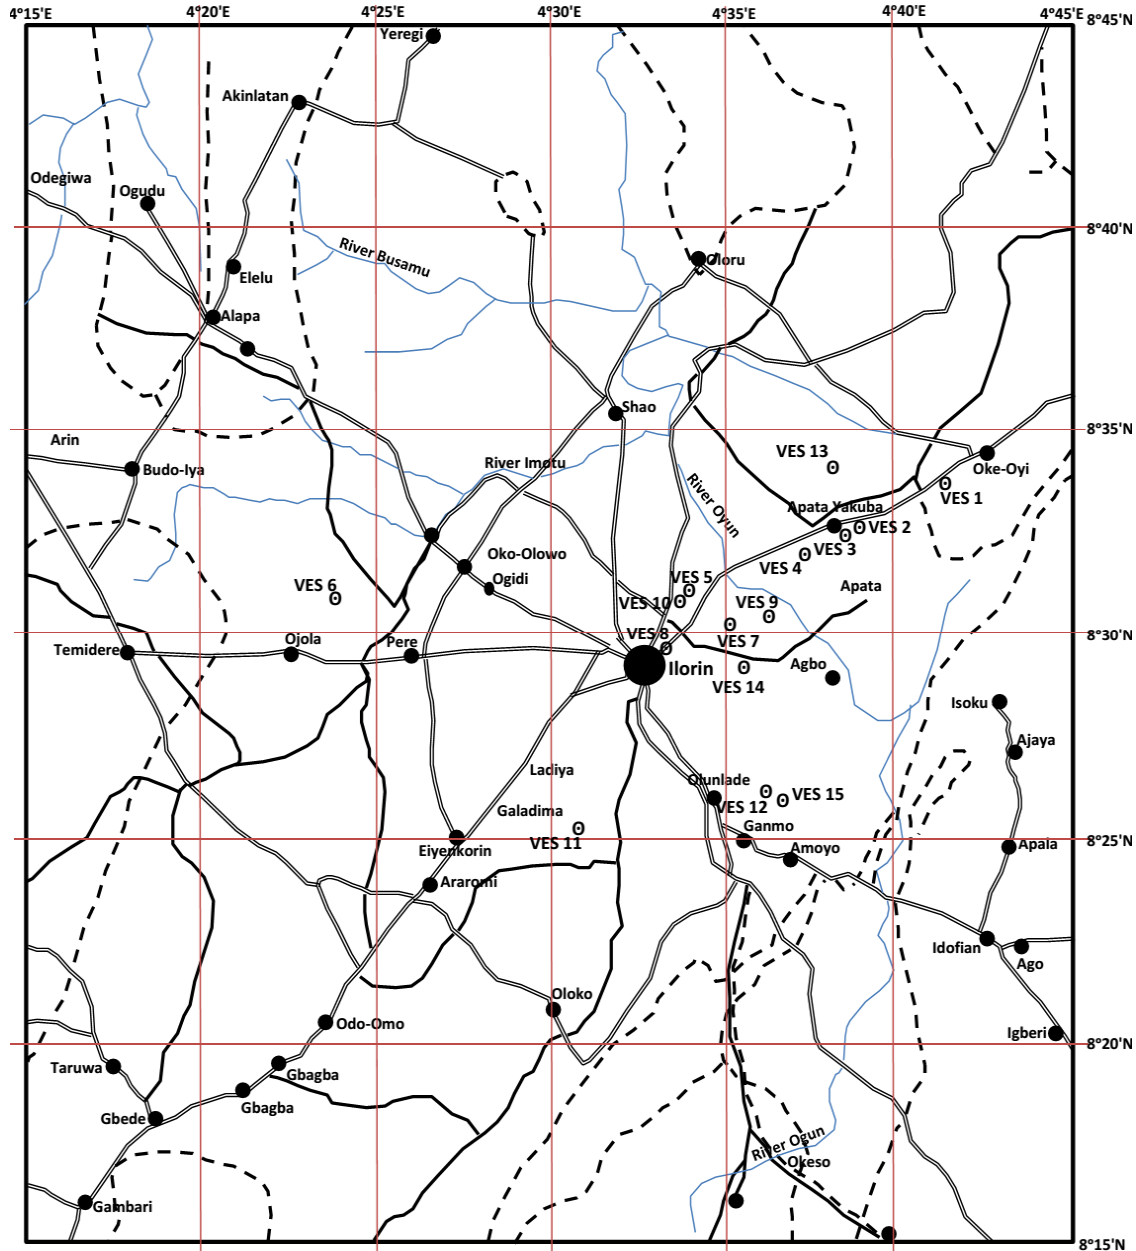 4°15'E 4°20'E 4°25'E 4°30'E 4°35'E 4°40'E 4°45'E
8°45'N
Yeregi
Akinlatan
Odegiwa
Ogudu
8°40'N
River Busamu
Oloru
Elelu
Alapa
Shao
8°35'N
Arin
VES 13
Budo-Iya
River Imotu
Oke-Oyi
River Oyun
VES 1
Apata Yakuba
VES 2
Oko-Olowo
VES 3
VES 4
Ogidi
VES 5
VES 6
Apata
VES 10
VES 9
8°30'N
VES 8
Ojola
Pere
VES 7
Temidere
Ilorin
Agbo
VES 14
Isoku
Ajaya
Ladiya
Olunlade
VES 15
VES 12
Galadima
Ganmo
8°25'N
VES 11
Eiyenkorin
Amoyo
Apala
Araromi
Idofian
Ago
Oloko
Odo-Omo
Igberi
8°20'N
Taruwa
Gbagba
Gbagba
Gbede
River Ogun
Okeso
Gambari
8°15'N